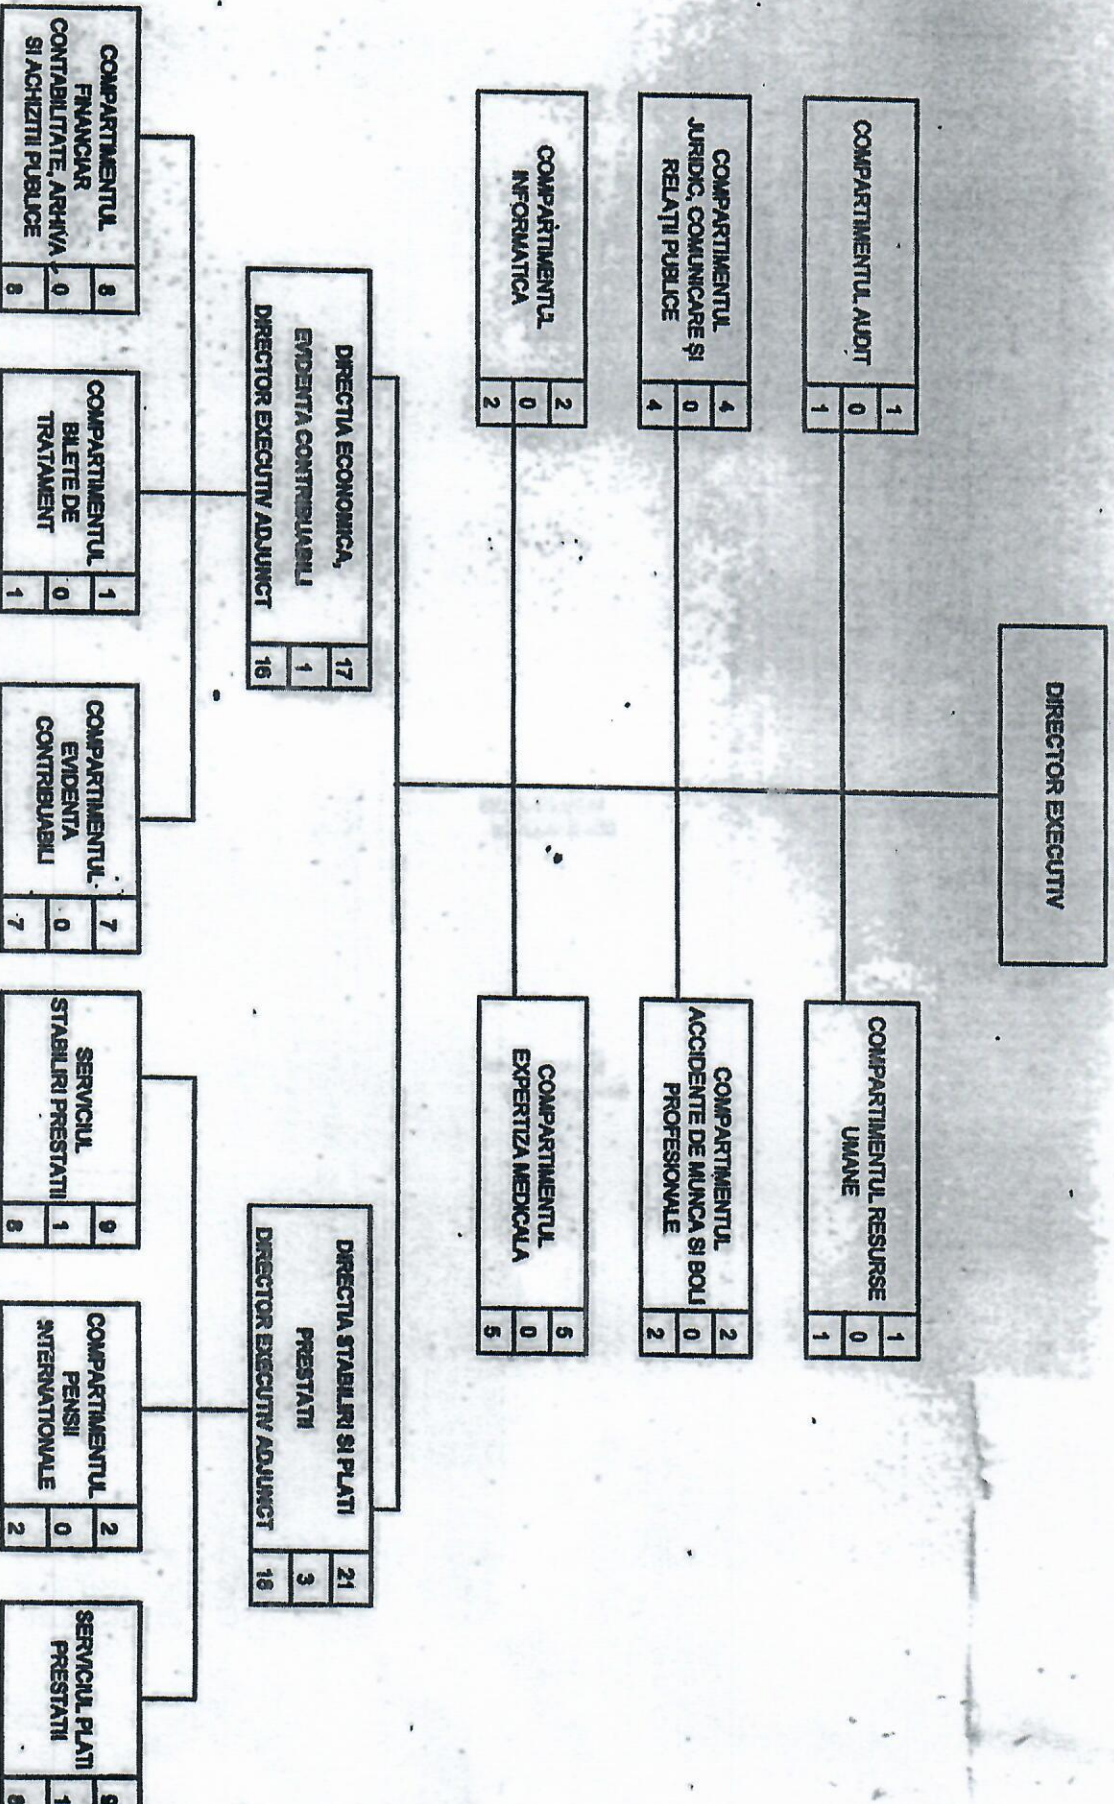 DIRECTOR EXECUTIV
COMPARTIMENTUL AUDIT
1
0
1
COMPARTIMENTUL RESURSE
UMANE
1
0
1
COMPARTIMENTUL
JURIDIC, COMUNICARE ȘI
RELAȚII PUBLICE
4
0
4
COMPARTIMENTUL
ACCIDENTE DE MUNCA SI BOLI
PROFESIONALE
2
0
2
COMPARTIMENTUL
INFORMATICA
2
0
2
COMPARTIMENTUL
EXPERTIZA MEDICALA
5
0
5
DIRECTIA ECONOMICA,
EVIDENTA CONTRIBUABILI
DIRECTOR EXECUTIV ADJUNCT
17
1
16
DIRECTIA STABILIRI SI PLATI
PRESTATII
DIRECTOR EXECUTIV ADJUNCT
21
3
18
COMPARTIMENTUL
FINANCIAR
CONTABILITATE, ARHIVA
SI ACHIZITII PUBLICE
8
0
8
COMPARTIMENTUL
BILETE DE
TRATAMENT
1
0
1
COMPARTIMENTUL
EVIDENTA
CONTRIBUABILI
7
0
7
SERVICIUL
STABILIRI PRESTATII
9
1
8
COMPARTIMENTUL
PENSII
INTERNATIONALE
2
0
2
SERVICIUL PLATI
PRESTATII
9
1
8